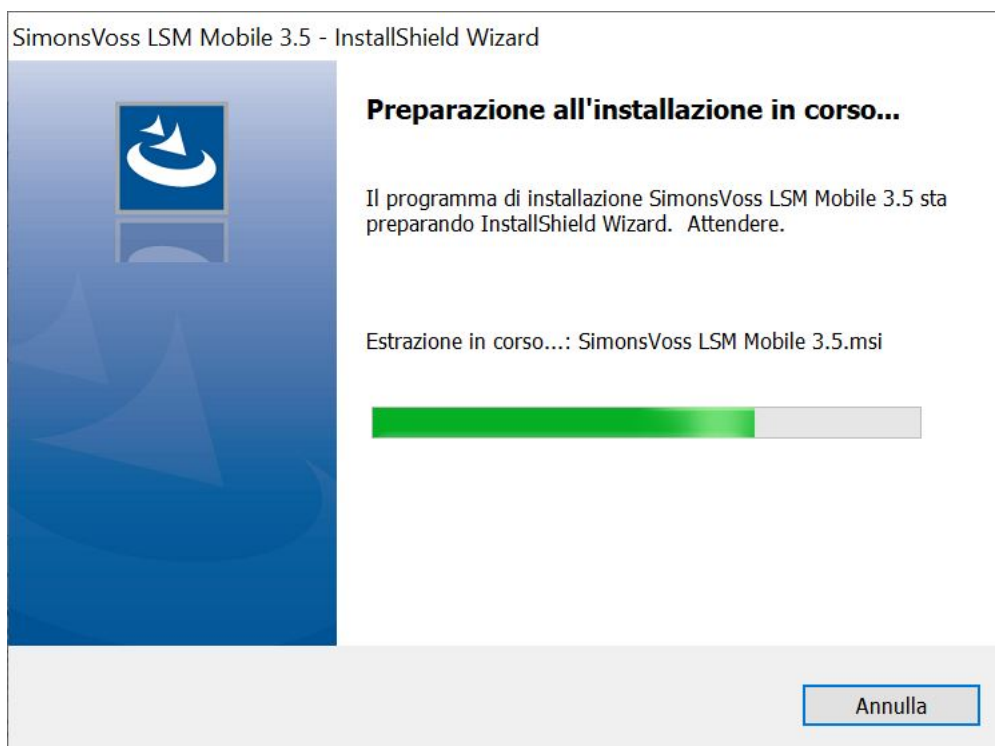 SimonsVoss LSM Mobile 3.5 - InstallShield Wizard
Preparazione all'installazione in corso...
Il programma di installazione SimonsVoss LSM Mobile 3.5 sta
preparando InstallShield Wizard.  Attendere.
Estrazione in corso...: SimonsVoss LSM Mobile 3.5.msi
Annulla